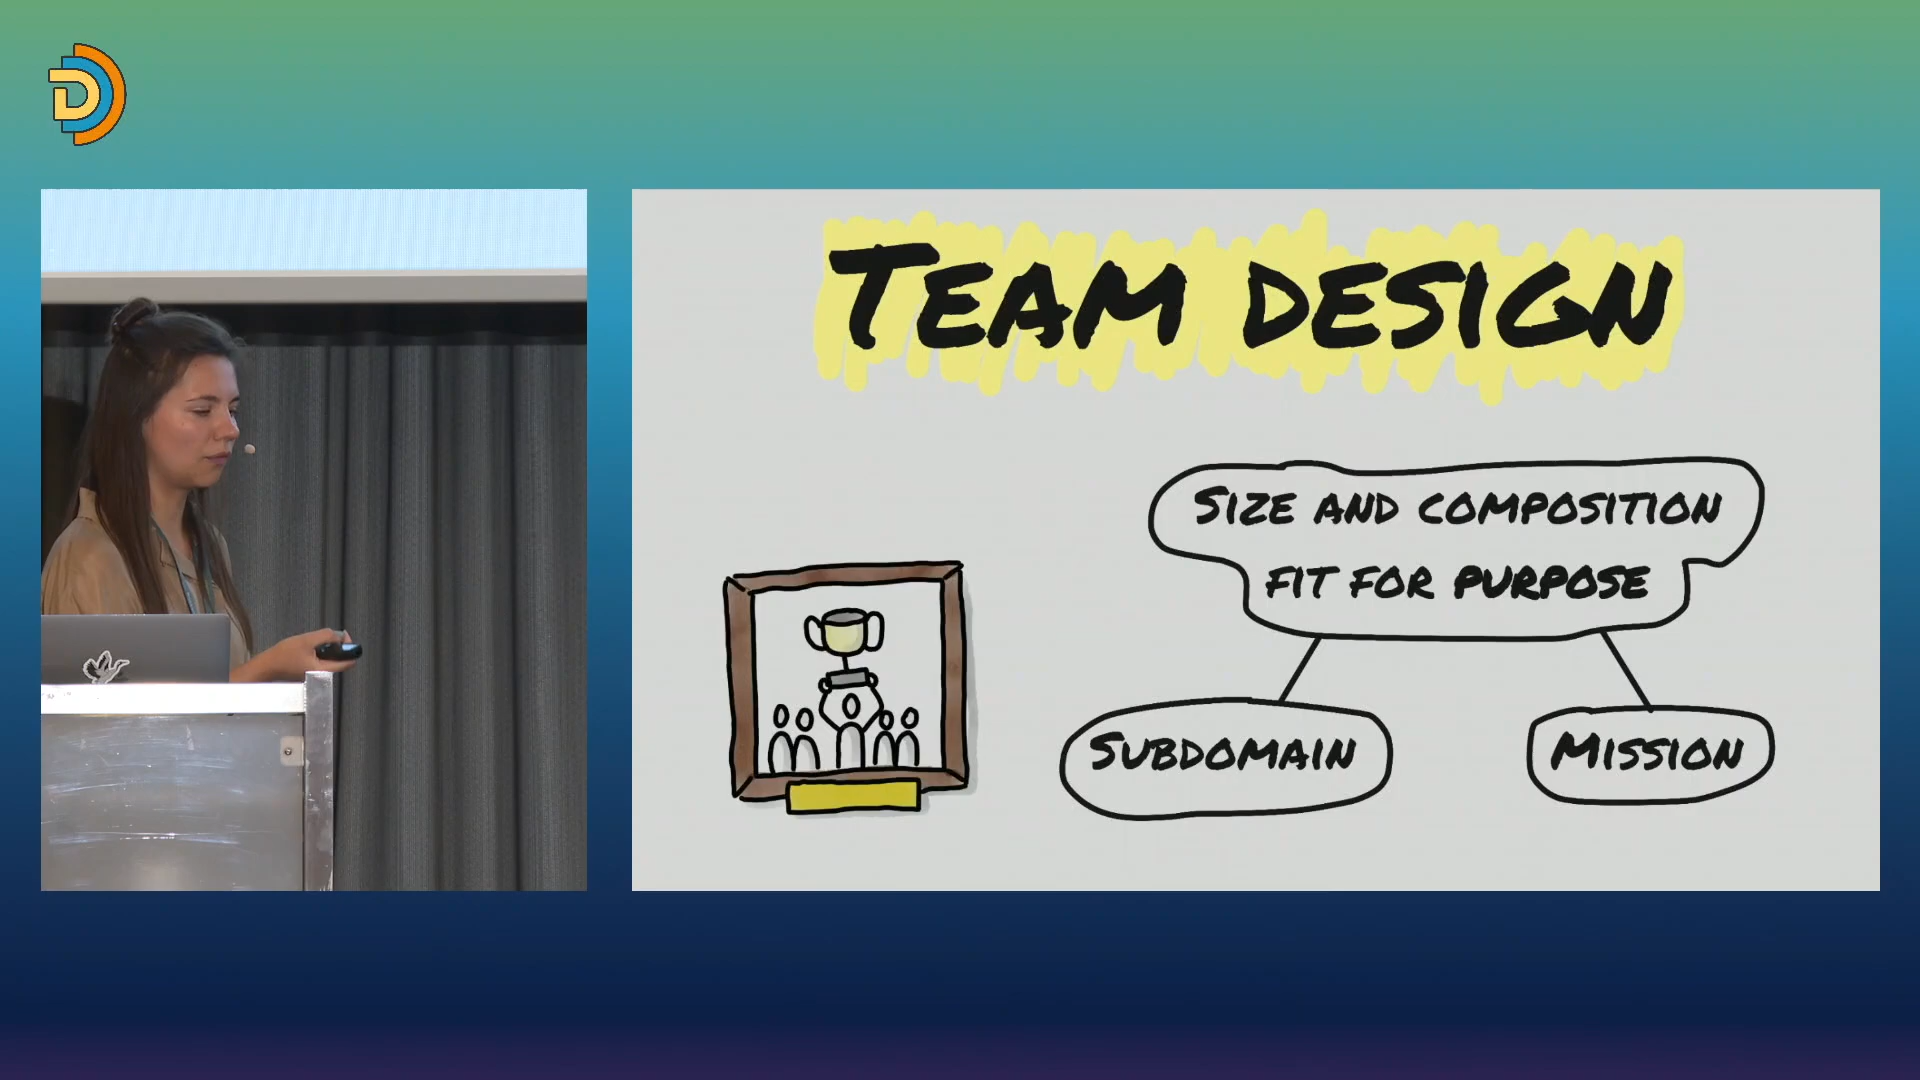 TEAM DESIGN
SIZE AND COMPOSITION
FIT FOR PURPOSE
SUBDOMAIN
MISSION